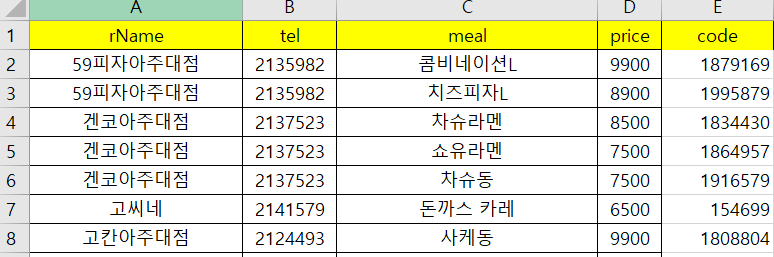 A B C D E
1 rName tel meal price code
2 59피자아주대점 2135982 콤비네이션L 9900 1879169
3 59피자아주대점 2135982 치즈피자L 8900 1995879
4 겐코아주대점 2137523 차슈라멘 8500 1834430
5 겐코아주대점 2137523 쇼유라멘 7500 1864957
6 겐코아주대점 2137523 차슈동 7500 1916579
7 고씨네 2141579 돈까스 카레 6500 154699
8 고칸아주대점 2124493 사케동 9900 1808804